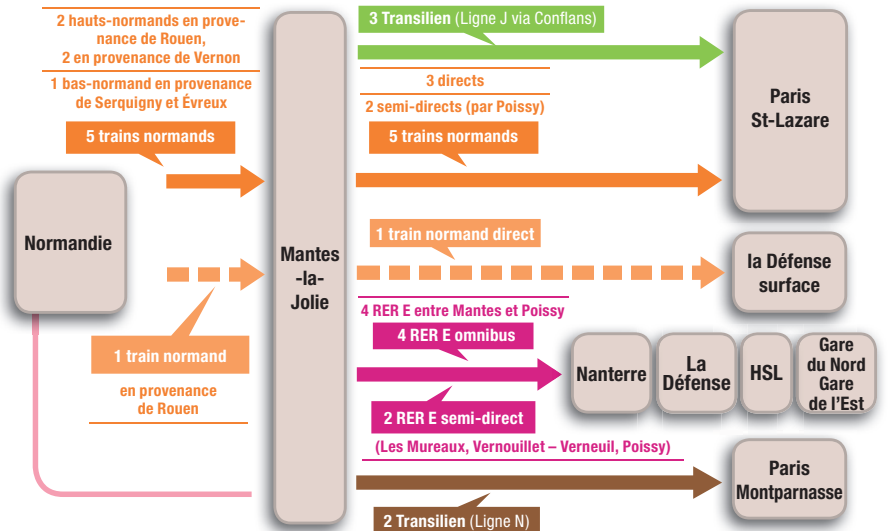 2 hauts-normands en prove-
nance de Rouen,
2 en provenance de Vernon
1 bas-normand en provenance
de Serquigny et Évreux
5 trains normands
Normandie
1 train normand
en provenance
de Rouen
Mantes
-la-
Jolie
3 Transilien (Ligne J via Conflans)
3 directs
2 semi-directs (par Poissy)
5 trains normands
Paris
St-Lazare
1 train normand direct
la Défense
surface
4 RER E entre Mantes et Poissy
4 RER E omnibus
Nanterre
La
Défense
HSL
Gare
du Nord
Gare
de l'Est
2 RER E semi-direct
(Les Mureaux, Vernouillet – Verneuil, Poissy)
Paris
Montparnasse
2 Transilien (Ligne N)